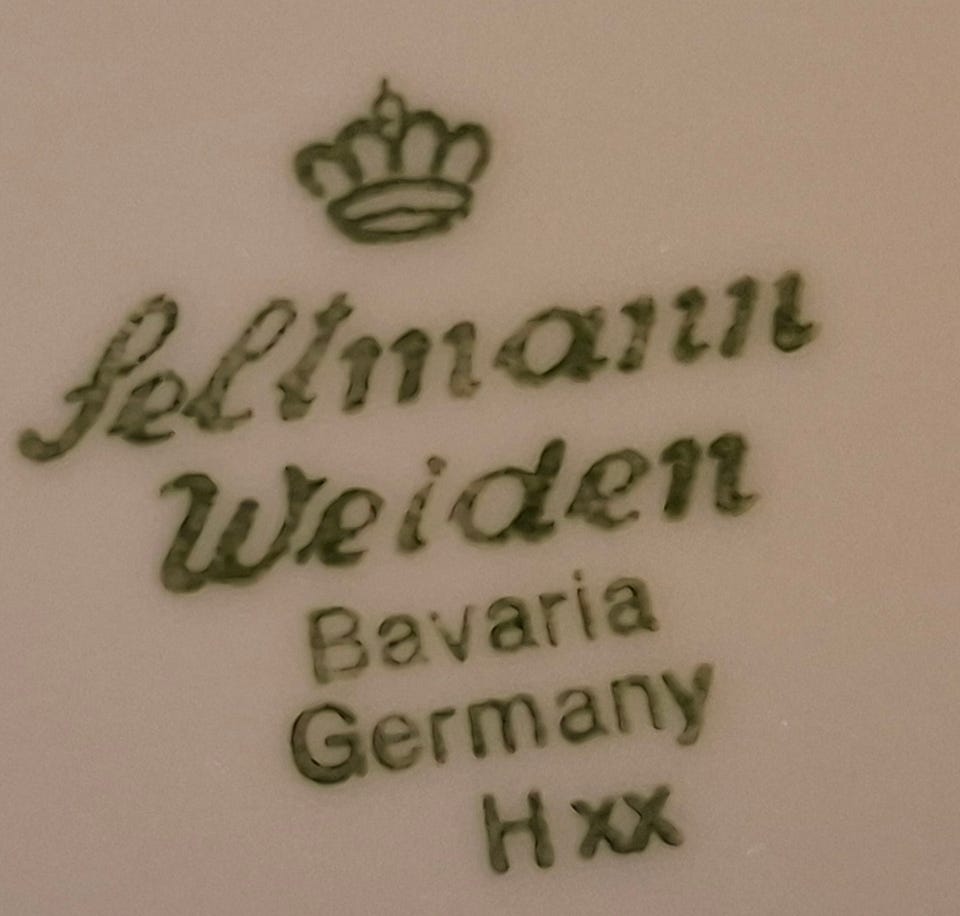 Seltmann
Weiden
Bavaria
Germany
H xx